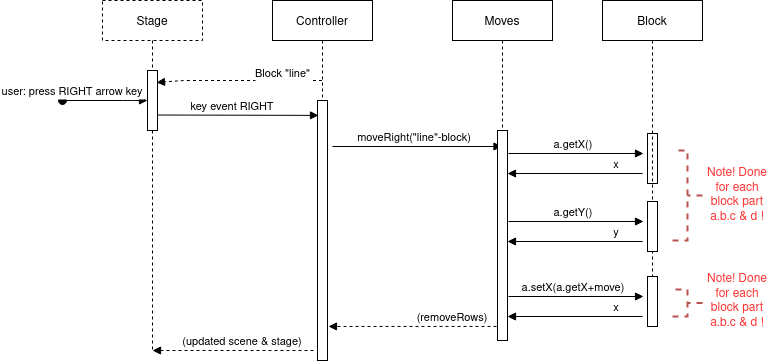 Stage
Controller
Moves
Block
Block "line"
user: press RIGHT arrow key
key event RIGHT
moveRight("line"-block)
a.getX()
x
Note! Done
for each
block part
a.b.c & d !
a.getY()
y
a.setX(a.getX+move)
x
Note! Done
for each
block part
a.b.c & d !
(removeRows)
(updated scene & stage)